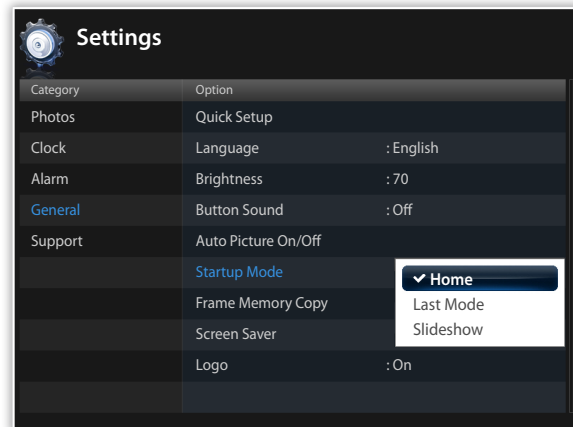 Settings
Category Option
Photos Quick Setup
Clock Language : English
Alarm Brightness : 70
General Button Sound : Off
Support Auto Picture On/Off
Startup Mode
Home
Frame Memory Copy
Last Mode
Screen Saver
Slideshow
Logo : On